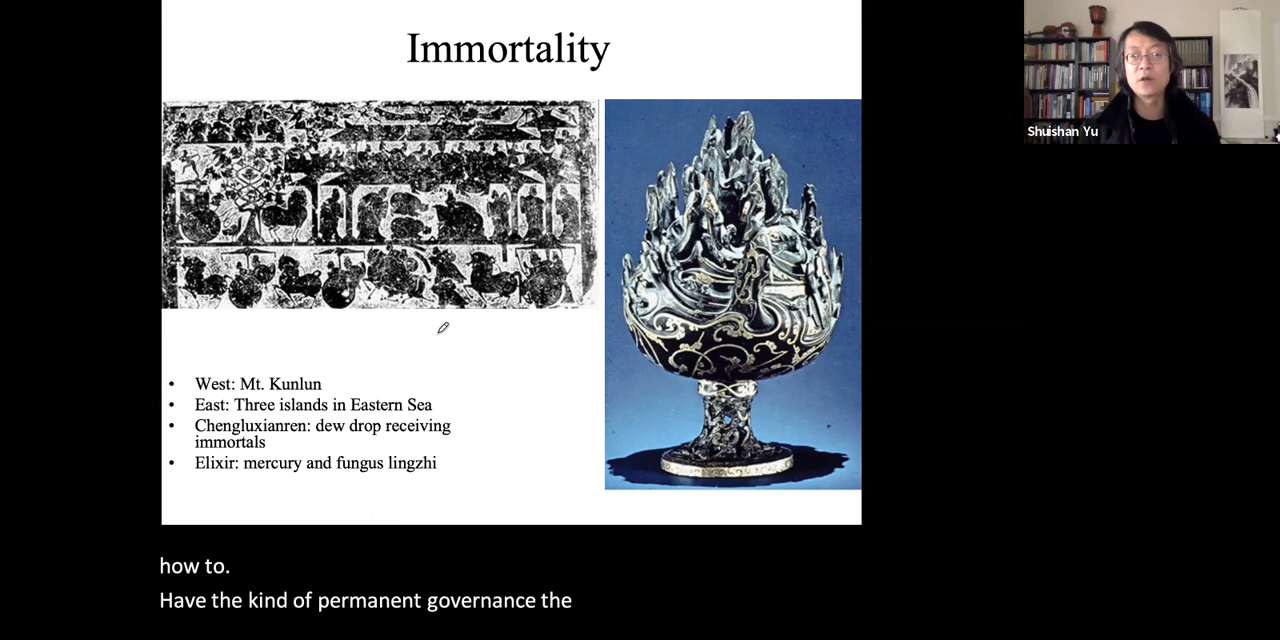 Immortality
Shuishan Yu
• West: Mt. Kunlun
• East: Three islands in Eastern Sea
• Chengluxianren: dew drop receiving
immortals
• Elixir: mercury and fungus lingzhi
how to.
Have the kind of permanent governance the